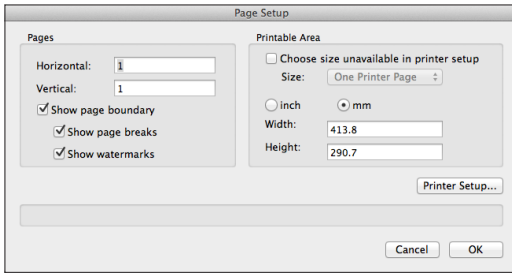 Page Setup
Pages
Horizontal: 1
Vertical: 1
Show page boundary
Show page breaks
Show watermarks
Printable Area
Choose size unavailable in printer setup
Size: One Printer Page
inch mm
Width: 413.8
Height: 290.7
Printer Setup...
Cancel OK